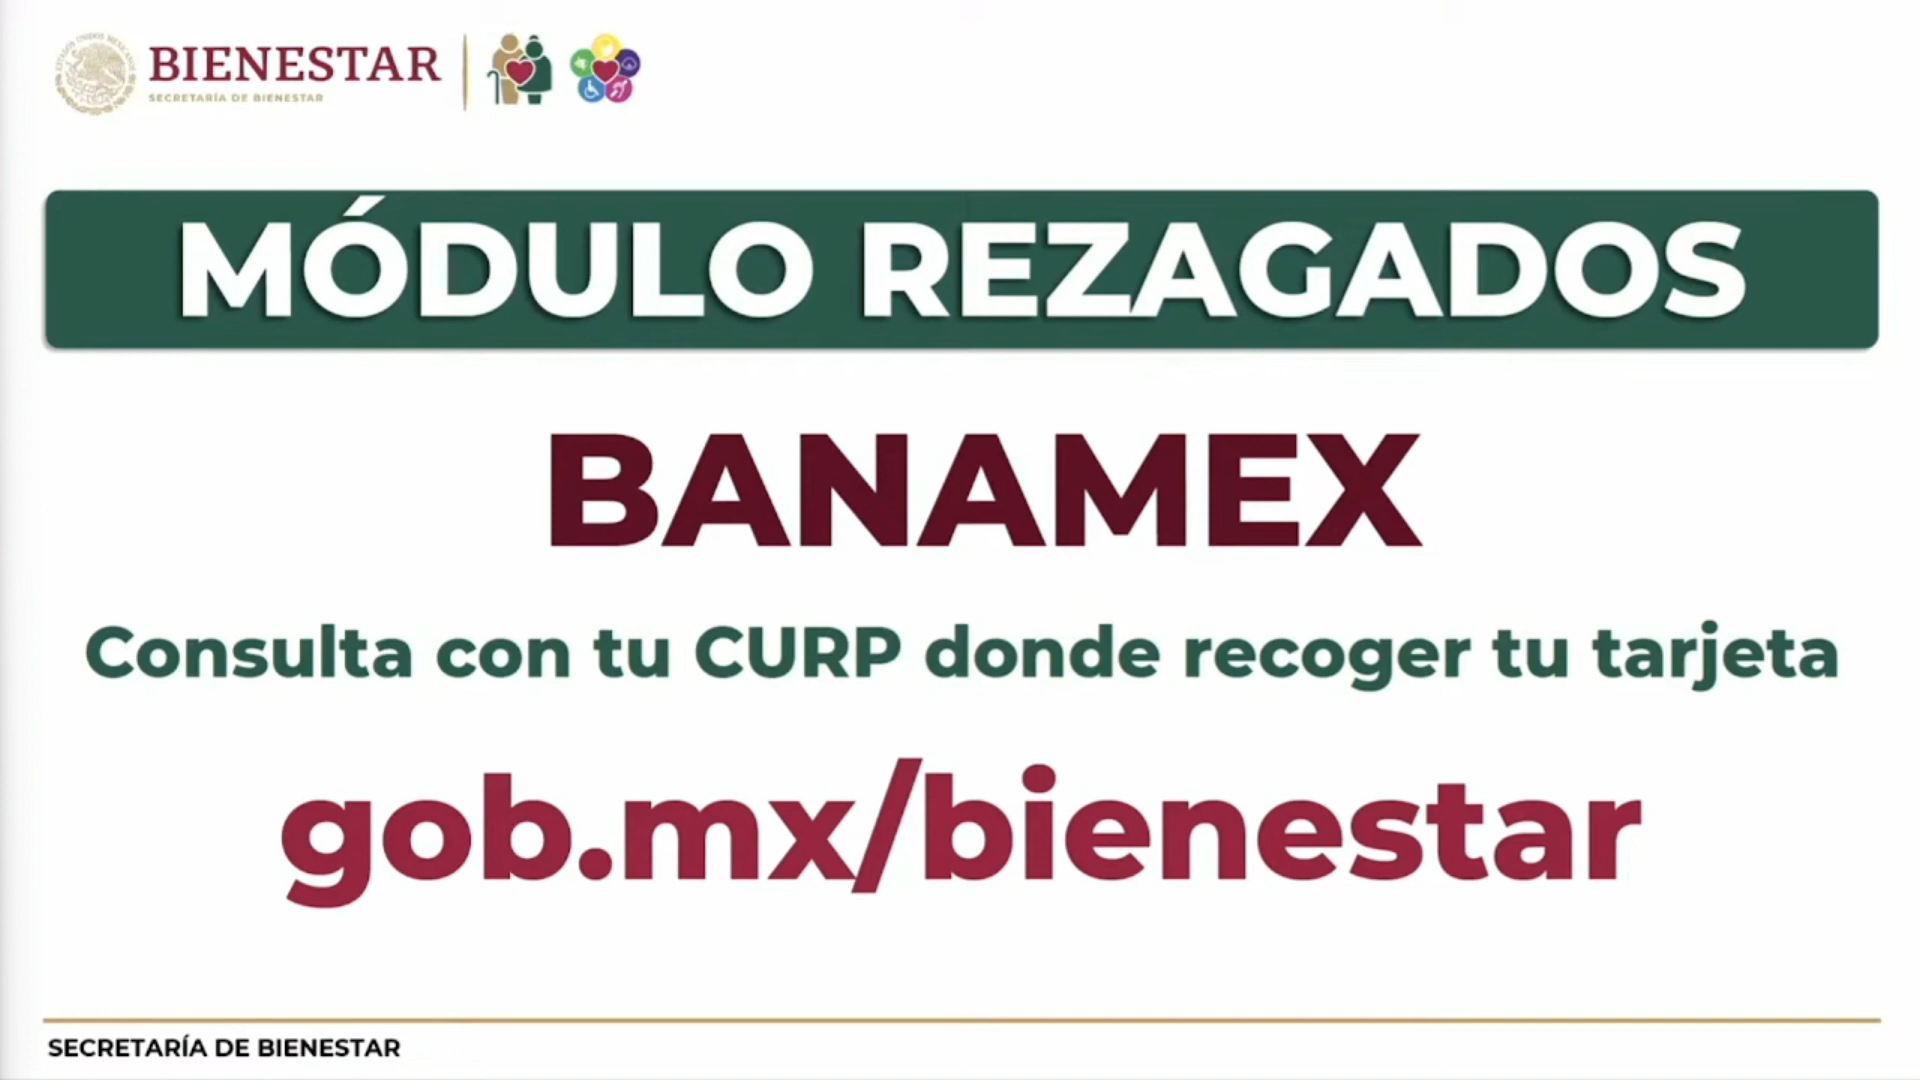 BIENESTAR
SECRETARÍA DE BIENESTAR
MÓDULO REZAGADOS
BANAMEX
Consulta con tu CURP donde recoger tu tarjeta
gob.mx/bienestar
SECRETARÍA DE BIENESTAR